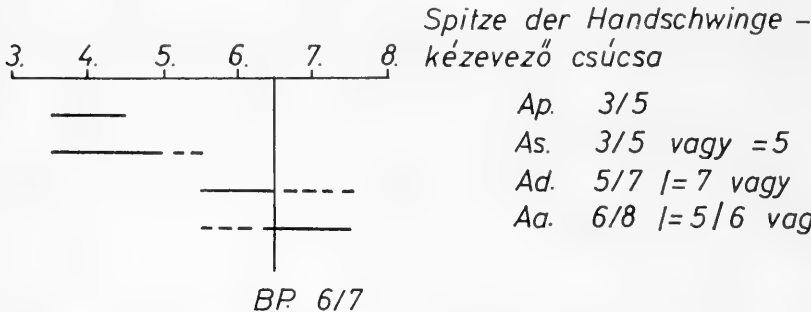 Spitze der Handschwinge –
kézevező csúcsa
3. 4. 5. 6. 7. 8.
Ap. 3/5
As. 3/5 vagy =5
Ad. 5/7 /=7 vagy
Aa. 6/8 /=5/6
BP. 6/7